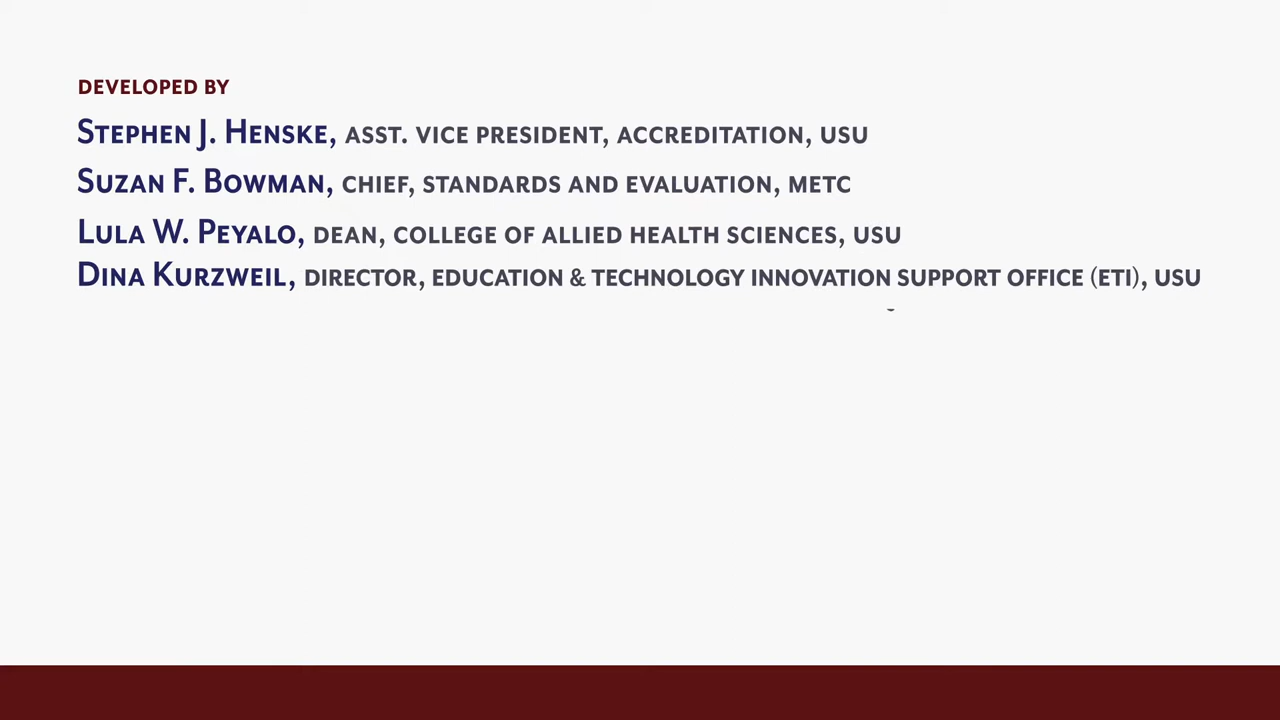 DEVELOPED BY
STEPHEN J. HENSKE, ASST. VICE PRESIDENT, ACCREDITATION, USU
SUZAN F. BOWMAN, CHIEF, STANDARDS AND EVALUATION, METC
LULA W. PEYALO, DEAN, COLLEGE OF ALLIED HEALTH SCIENCES, USU
DINA KURZWEIL, DIRECTOR, EDUCATION & TECHNOLOGY INNOVATION SUPPORT OFFICE (ETI), USU